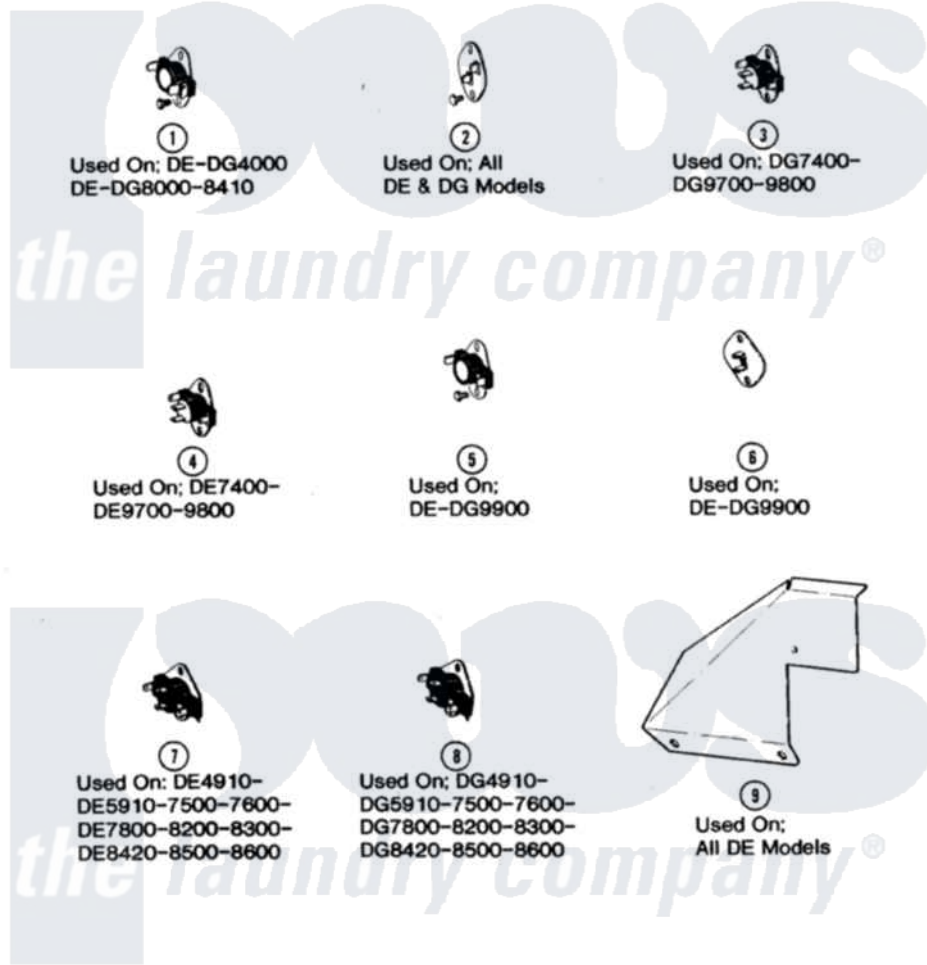 1
Used On; DE-DG4000
DE-DG8000-8410
2
Used On; All
DE & DG Models
3
Used On; DG7400-
DG9700-9800
the laundry company®
4
Used On; DE7400-
DE9700-9800
5
Used On;
DE-DG9900
6
Used On;
DE-DG9900
7
Used On: DE4910-
DE5910-7500-7600-
DE7800-8200-8300-
DE8420-8500-8600
8
Used On; DG4910-
DG5910-7500-7600-
DG7800-8200-8300-
DG8420-8500-8600
9
Used On;
All DE Models
the laundry company®